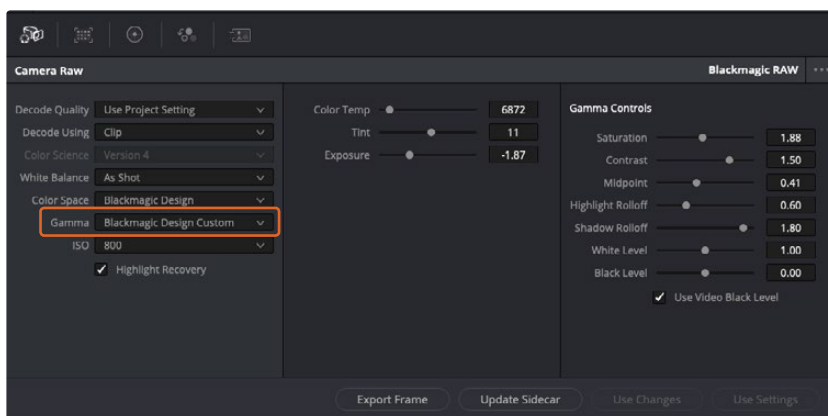 Camera Raw
Blackmagic RAW
Decode Quality Use Project Setting
Decode Using Clip
Color Science Version 4
White Balance As Shot
Color Space Blackmagic Design
Gamma Blackmagic Design Custom
ISO 800
Highlight Recovery
Color Temp 6872
Tint 11
Exposure -1.87
Gamma Controls
Saturation 1.88
Contrast 1.50
Midpoint 0.41
Highlight Rolloff 0.60
Shadow Rolloff 1.80
White Level 1.00
Black Level 0.00
Use Video Black Level
Export Frame
Update Sidecar
Use Changes
Use Settings